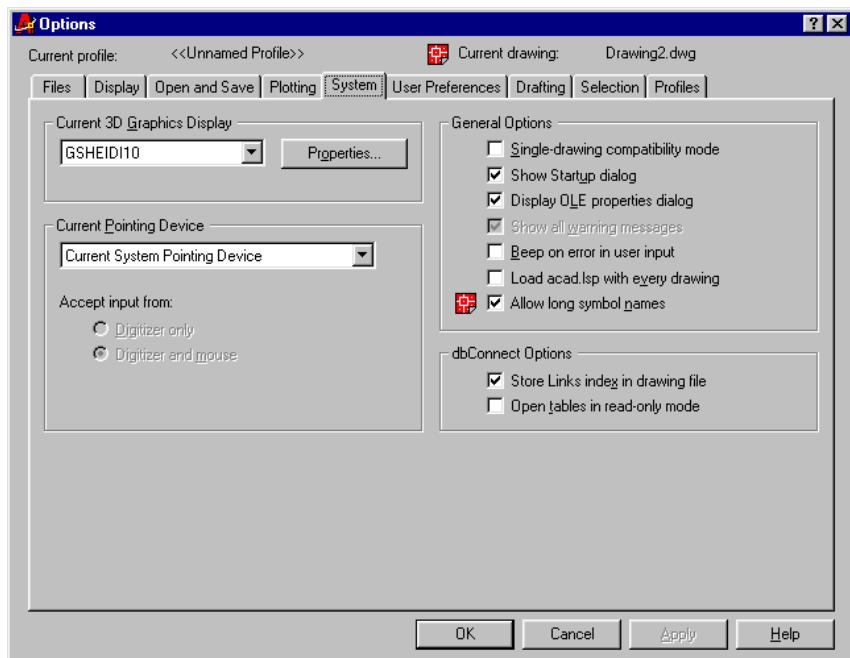 Options
Current profile: <<Unnamed Profile>> Current drawing: Drawing2.dwg
Files Display Open and Save Plotting System User Preferences Drafting Selection Profiles
Current 3D Graphics Display
GSHEIDI10 Properties...
Current Pointing Device
Current System Pointing Device
Accept input from:
Digitizer only
Digitizer and mouse
General Options
Single-drawing compatibility mode
Show Startup dialog
Display OLE properties dialog
Show all warning messages
Beep on error in user input
Load acad.lsp with every drawing
Allow long symbol names
dbConnect Options
Store Links index in drawing file
Open tables in read-only mode
OK Cancel Apply Help